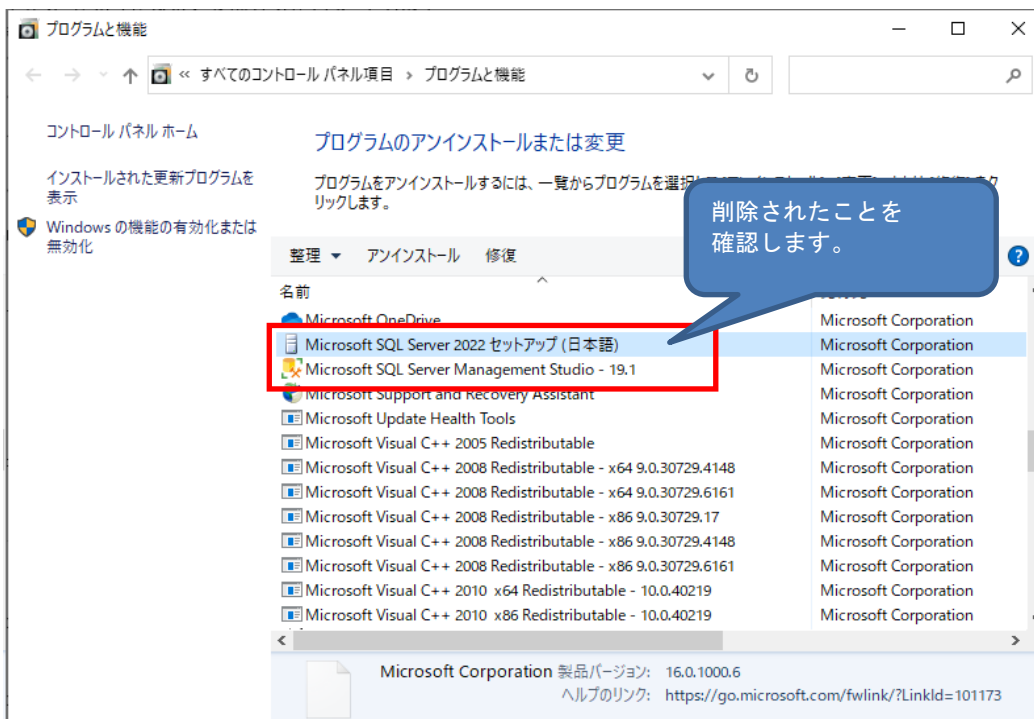 プログラムと機能
« すべてのコントロール パネル項目 › プログラムと機能
コントロール パネル ホーム
インストールされた更新プログラムを
表示
Windows の機能の有効化または
無効化
プログラムのアンインストールまたは変更
プログラムをアンインストールするには、一覧からプログラムを選択
リックします。
削除されたことを
確認します。
整理 アンインストール 修復
名前
Microsoft OneDrive Microsoft Corporation
Microsoft SQL Server 2022 セットアップ (日本語) Microsoft Corporation
Microsoft SQL Server Management Studio - 19.1 Microsoft Corporation
Microsoft Support and Recovery Assistant Microsoft Corporation
Microsoft Update Health Tools Microsoft Corporation
Microsoft Visual C++ 2005 Redistributable Microsoft Corporation
Microsoft Visual C++ 2008 Redistributable - x64 9.0.30729.4148 Microsoft Corporation
Microsoft Visual C++ 2008 Redistributable - x64 9.0.30729.6161 Microsoft Corporation
Microsoft Visual C++ 2008 Redistributable - x86 9.0.30729.17 Microsoft Corporation
Microsoft Visual C++ 2008 Redistributable - x86 9.0.30729.4148 Microsoft Corporation
Microsoft Visual C++ 2008 Redistributable - x86 9.0.30729.6161 Microsoft Corporation
Microsoft Visual C++ 2010 x64 Redistributable - 10.0.40219 Microsoft Corporation
Microsoft Visual C++ 2010 x86 Redistributable - 10.0.40219 Microsoft Corporation
Microsoft Corporation 製品バージョン: 16.0.1000.6
ヘルプのリンク: https://go.microsoft.com/fwlink/?LinkId=101173